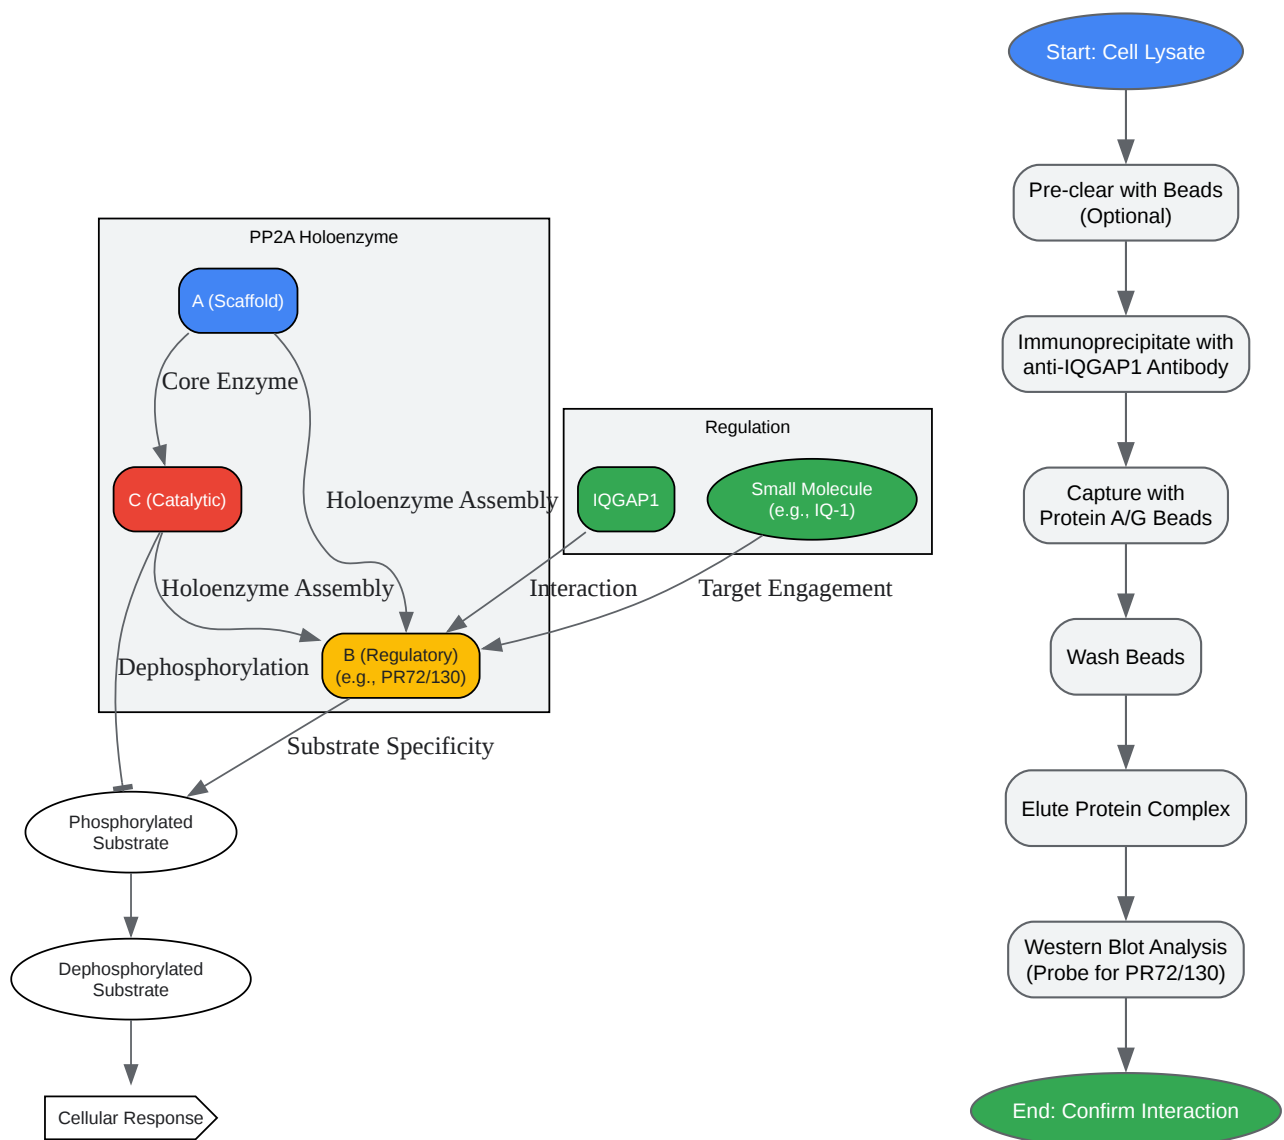 PP2A Holoenzyme
A (Scaffold)
Core Enzyme
C (Catalytic)
Holoenzyme Assembly
Holoenzyme Assembly
Dephosphorylation
B (Regulatory)
(e.g., PR72/130)
Regulation
IQGAP1
Small Molecule
(e.g., IQ-1)
Interaction
Target Engagement
Substrate Specificity
Phosphorylated
Substrate
Dephosphorylated
Substrate
Cellular Response
Start: Cell Lysate
Pre-clear with Beads
(Optional)
Immunoprecipitate with
anti-IQGAP1 Antibody
Capture with
Protein A/G Beads
Wash Beads
Elute Protein Complex
Western Blot Analysis
(Probe for PR72/130)
End: Confirm Interaction